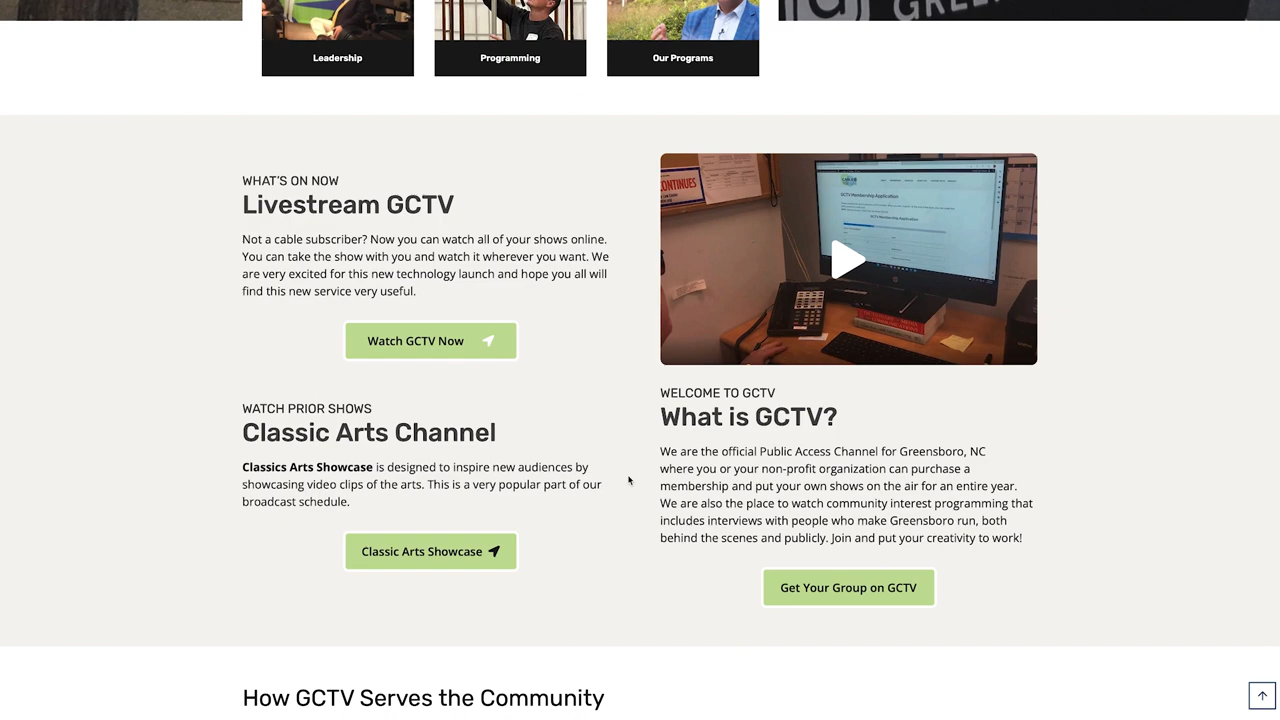 GREEN
Leadership
Programming
Our Programs
WHAT'S ON NOW
Livestream GCTV
Not a cable subscriber? Now you can watch all of your shows online.
You can take the show with you and watch it wherever you want. We
are very excited for this new technology launch and hope you all will
find this new service very useful.
Watch GCTV Now
WATCH PRIOR SHOWS
Classic Arts Channel
Classics Arts Showcase is designed to inspire new audiences by
showcasing video clips of the arts. This is a very popular part of our
broadcast schedule.
Classic Arts Showcase
CONTINUES
GCTV Membership Application
WELCOME TO GCTV
What is GCTV?
We are the official Public Access Channel for Greensboro, NC
where you or your non-profit organization can purchase a
membership and put your own shows on the air for an entire year.
We are also the place to watch community interest programming that
includes interviews with people who make Greensboro run, both
behind the scenes and publicly. Join and put your creativity to work!
Get Your Group on GCTV
How GCTV Serves the Community